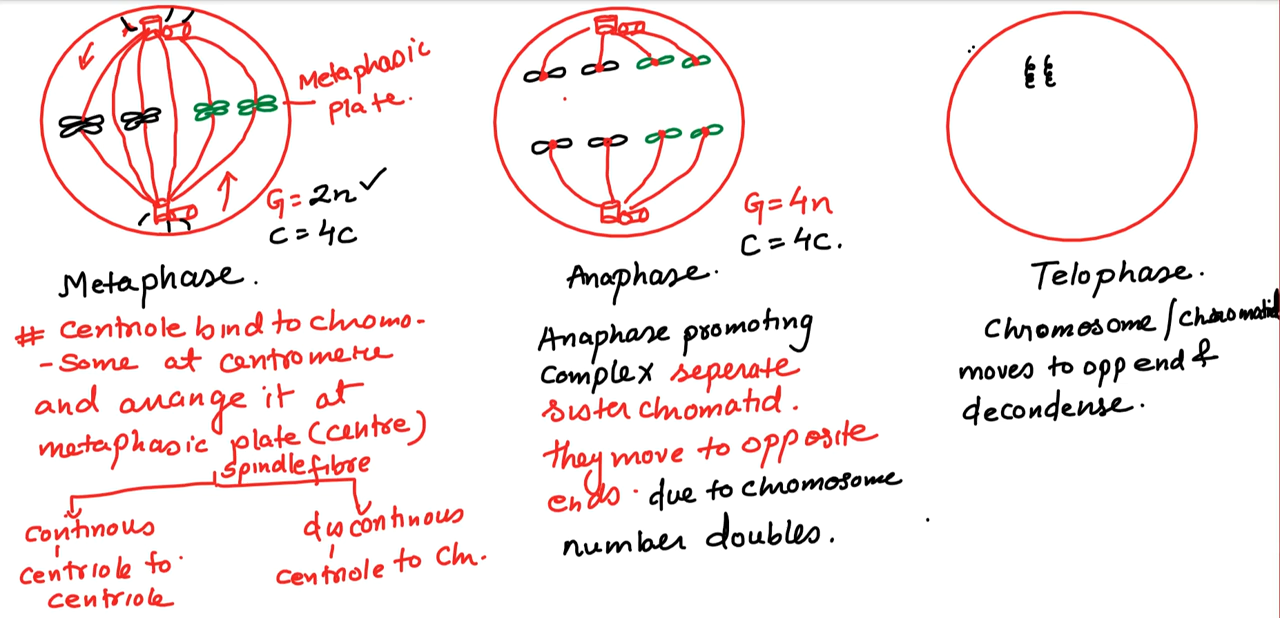 Metaphasic
plate.
G = 2n ✓
C = 4C
Metaphase.
# Centriole bind to chromo-
- some at centromere
and arrange it at
metaphasic plate (centre)
spindle fibre
continous
centriole to
centriole
discontinous
centriole to Chr.
G = 4n
C = 4C.
Anaphase.
Anaphase promoting
complex seperate
sister chromatid.
they move to opposite
ends. due to chromosome
number doubles.
Telophase.
Chromosome / chromatid
moves to opp end &
decondense.